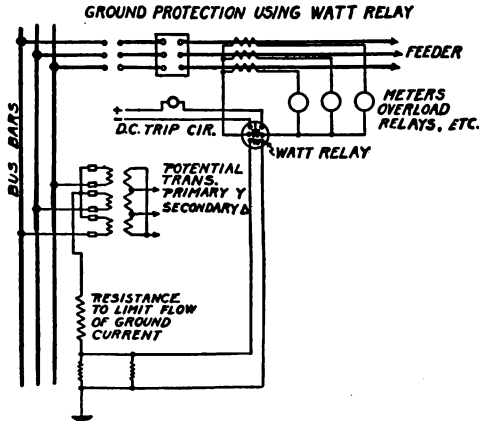 GROUND PROTECTION USING WATT RELAY
FEEDER
METERS
OVERLOAD
RELAYS, ETC.
+
-
D.C. TRIP CIR.
WATT RELAY
BUS BARS
POTENTIAL
TRANS.
PRIMARY Y
SECONDARY Δ
RESISTANCE
TO LIMIT FLOW
OF GROUND
CURRENT